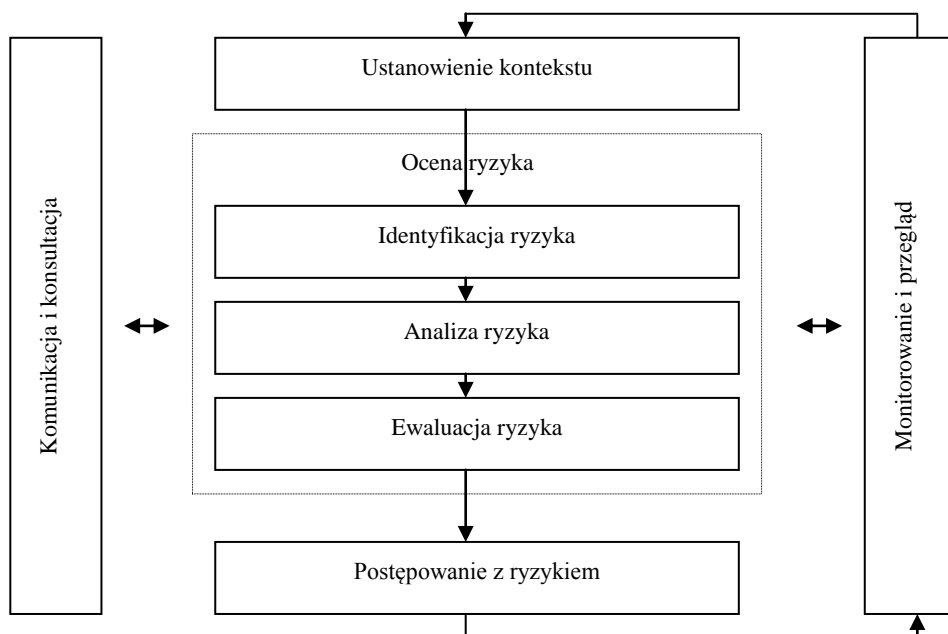 Ustanowienie kontekstu
Ocena ryzyka
Identyfikacja ryzyka
Analiza ryzyka
Ewaluacja ryzyka
Postępowanie z ryzykiem
Komunikacja i konsultacja
Monitorowanie i przegląd